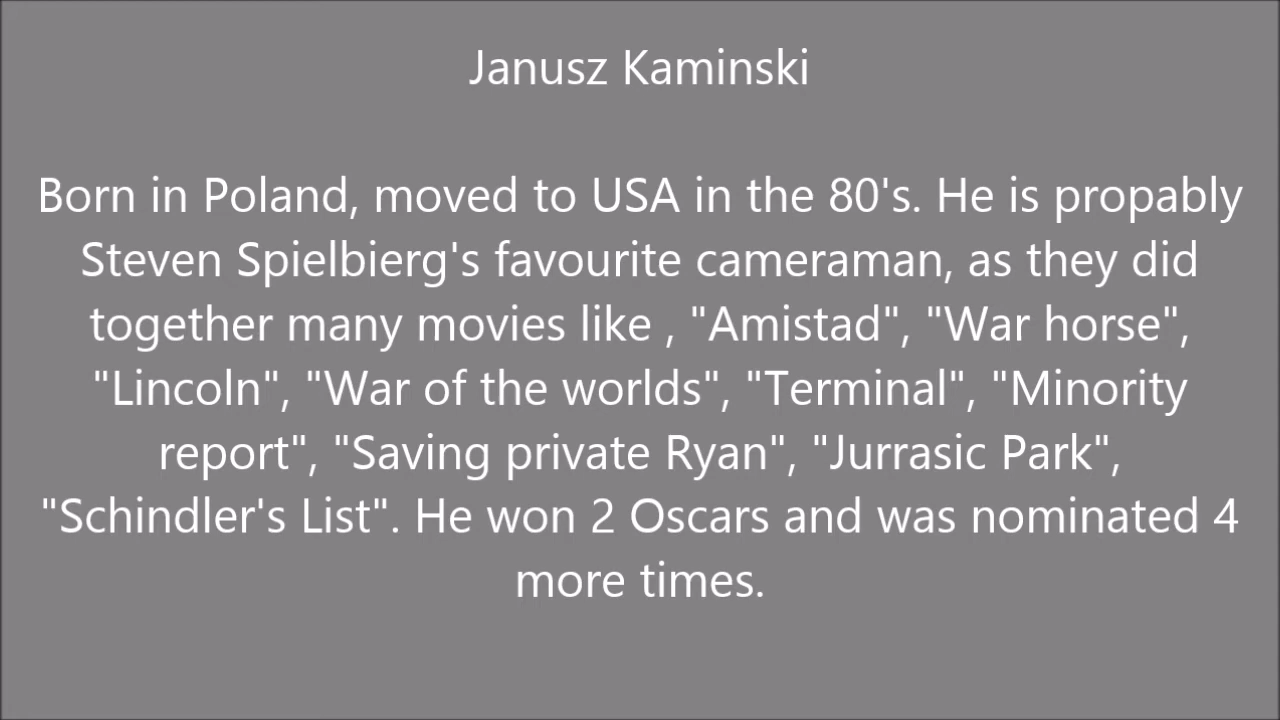 Janusz Kaminski
Born in Poland, moved to USA in the 80's. He is propably
Steven Spielbierg's favourite cameraman, as they did
together many movies like , "Amistad", "War horse",
"Lincoln", "War of the worlds", "Terminal", "Minority
report", "Saving private Ryan", "Jurrasic Park",
"Schindler's List". He won 2 Oscars and was nominated 4
more times.